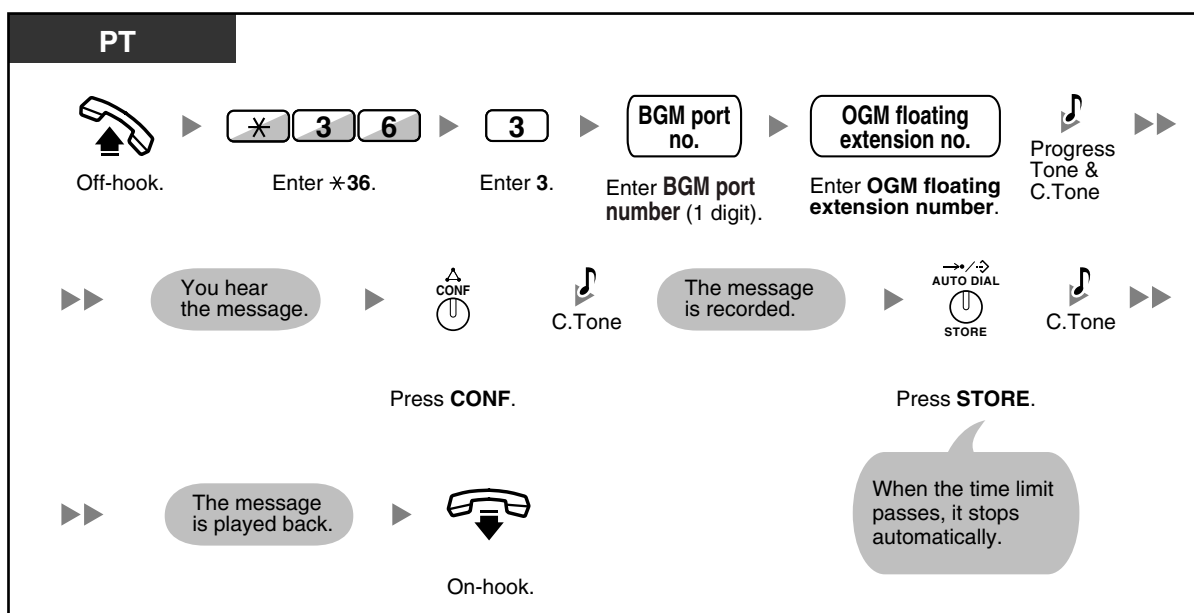 PT
✳ 3 6
3
BGM port
no.
OGM floating
extension no.
Off-hook.
Enter ✳36.
Enter 3.
Enter BGM port
number (1 digit).
Enter OGM floating
extension number.
Progress
Tone &
C.Tone
You hear
the message.
CONF
C.Tone
The message
is recorded.
AUTO DIAL
STORE
C.Tone
Press CONF.
Press STORE.
When the time limit
passes, it stops
automatically.
The message
is played back.
On-hook.